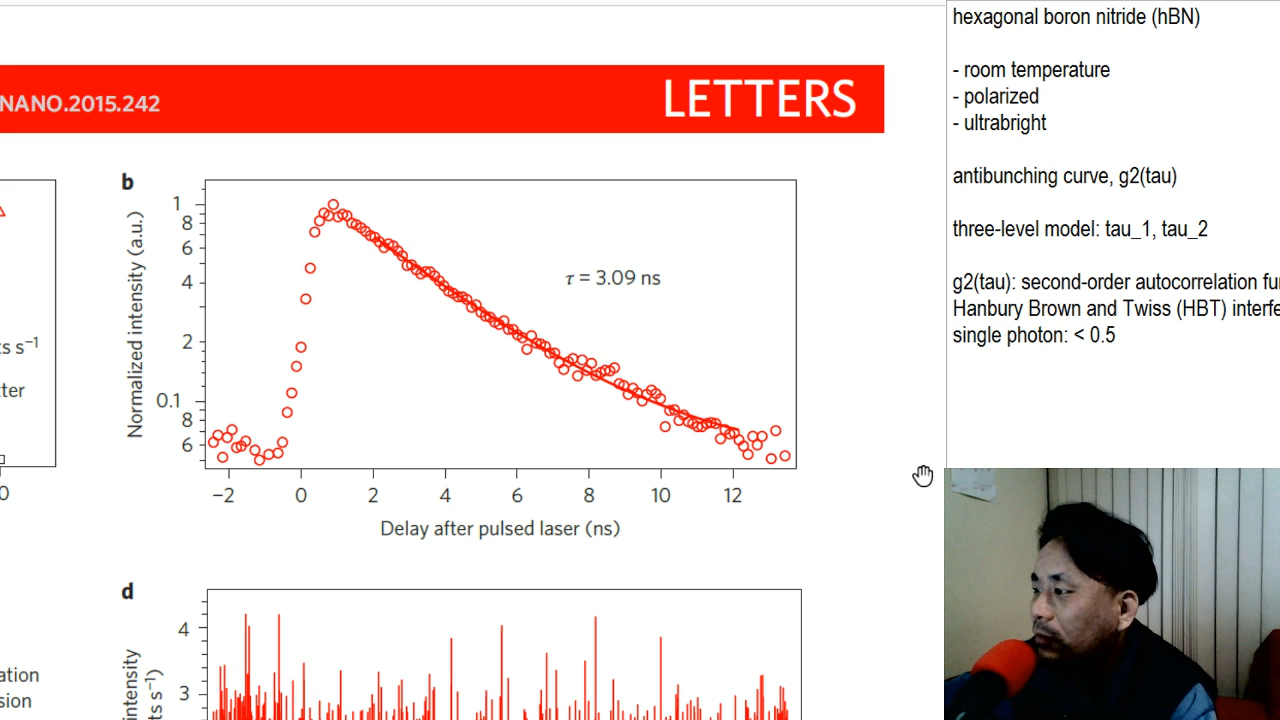 NANO.2015.242
LETTERS
b
Normalized intensity (a.u.)
1
8
6
4
2
0.1
8
6
τ = 3.09 ns
−2 0 2 4 6 8 10 12
Delay after pulsed laser (ns)
ts s−1
tter
0
d
intensity
ts s−1)
4
3
ation
sion
hexagonal boron nitride (hBN)
- room temperature
- polarized
- ultrabright
antibunching curve, g2(tau)
three-level model: tau_1, tau_2
g2(tau): second-order autocorrelation fu
Hanbury Brown and Twiss (HBT) interfe
single photon: < 0.5